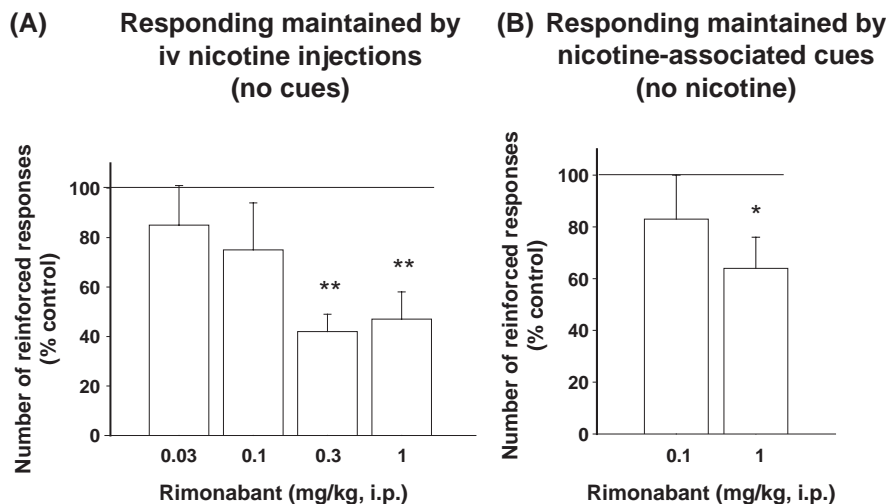 (A) Responding maintained by
iv nicotine injections
(no cues)
Number of reinforced responses
(% control)
100
80
60
40
20
0
**
**
0.03 0.1 0.3 1
Rimonabant (mg/kg, i.p.)
(B) Responding maintained by
nicotine-associated cues
(no nicotine)
Number of reinforced responses
(% control)
100
80
60
40
20
0
*
0.1 1
Rimonabant (mg/kg, i.p.)